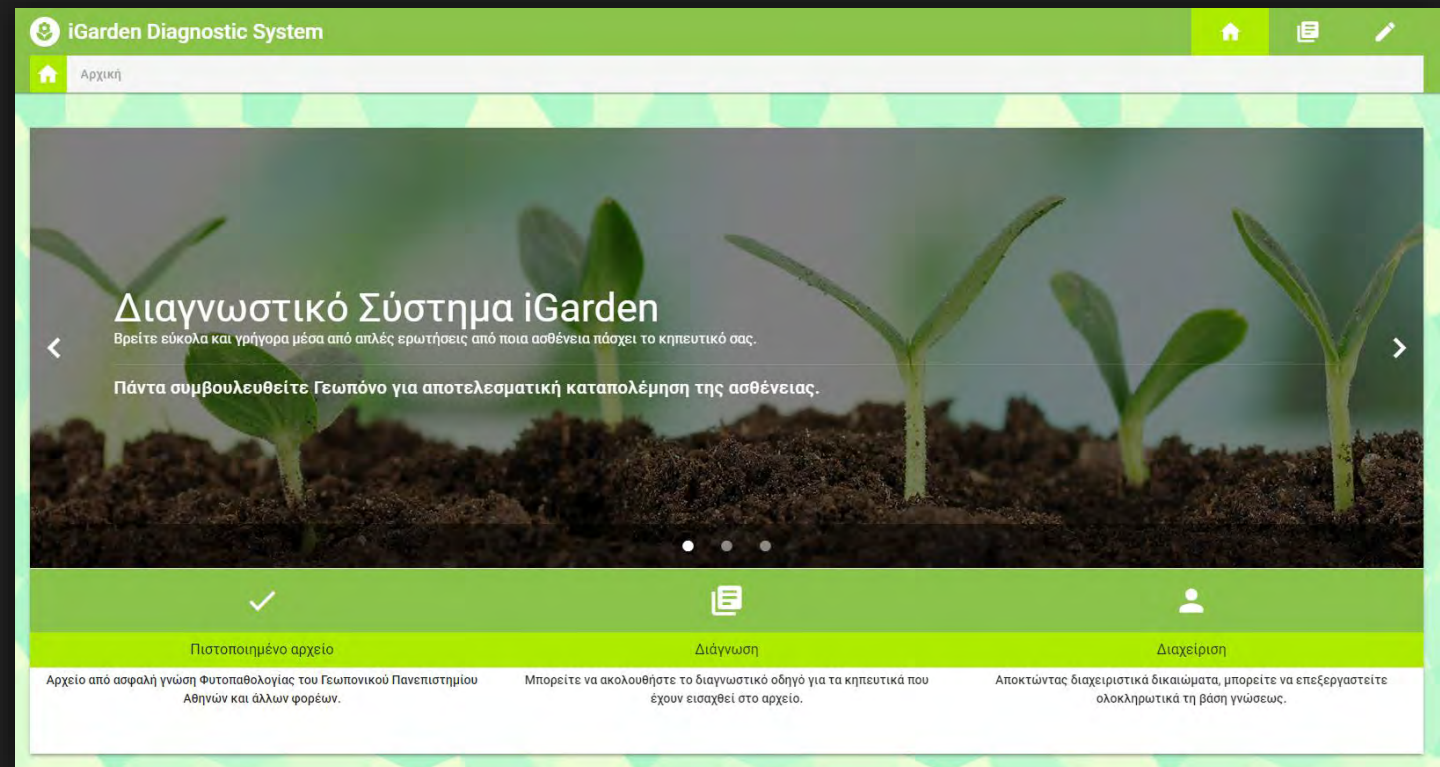 iGarden Diagnostic System
Αρχική
Διαγνωστικό Σύστημα iGarden
Βρείτε εύκολα και γρήγορα μέσα από απλές ερωτήσεις από ποια ασθένεια πάσχει το κηπευτικό σας.
Πάντα συμβουλευθείτε Γεωπόνο για αποτελεσματική καταπολέμηση της ασθένειας.
Πιστοποιημένο αρχείο
Αρχείο από ασφαλή γνώση Φυτοπαθολογίας του Γεωπονικού Πανεπιστημίου
Αθηνών και άλλων φορέων.
Διάγνωση
Μπορείτε να ακολουθήστε το διαγνωστικό οδηγό για τα κηπευτικά που
έχουν εισαχθεί στο αρχείο.
Διαχείριση
Αποκτώντας διαχειριστικά δικαιώματα, μπορείτε να επεξεργαστείτε
ολοκληρωτικά τη βάση γνώσεως.